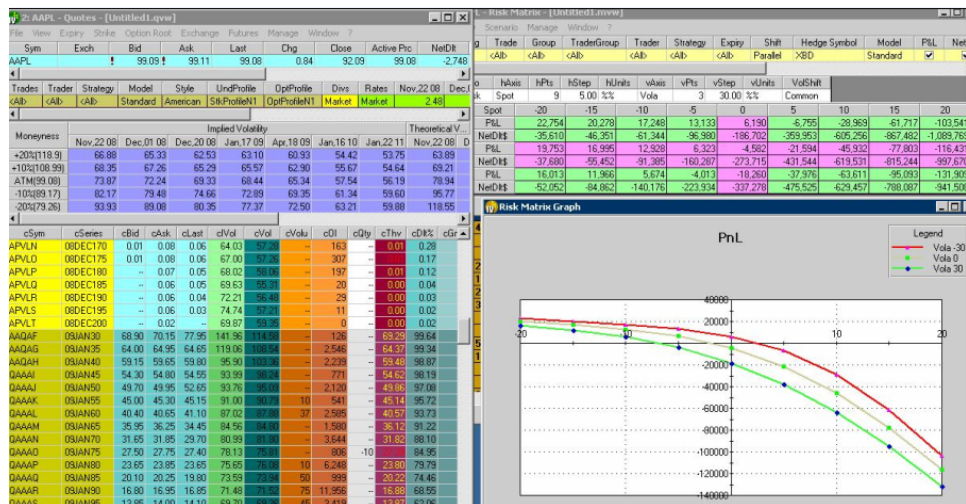 2: AAPL - Quotes - [Untitled1.qvw]
File View Expiry Strike Option Root Exchange Futures Manage Window ?
Sym Exch Bid Ask Last Chg Close Active Prc NetDlt
AAPL ! 99.09 ! 99.11 99.08 0.84 92.09 99.08 -2,748
Trades Trader Strategy Model Style UndProfile OptProfile Divs Rates Nov,22 08 Dec,
<All> <All> <All> Standard American StkProfileN1 OptProfileN1 Market Market 2.48
Moneyness Implied Volatility Theoretical V...
Nov,22 08 Dec,01 08 Dec,20 08 Jan,17 09 Apr,18 09 Jan,16 10 Jan,22 11 Nov,22 08 D
+20%(118.9) 66.88 65.33 62.53 63.10 60.93 54.42 53.75 63.89
+10%(108.99) 68.35 67.26 65.29 65.57 62.90 55.67 54.64 69.21
ATM(99.08) 73.87 72.24 69.33 68.44 65.34 57.54 56.19 78.94
-10%(89.17) 82.17 79.48 74.66 72.89 69.35 61.34 59.60 95.77
-20%(79.26) 93.93 89.08 80.35 77.37 72.50 63.21 59.88 118.55
cSym cSeries cBid cAsk cLast cIVol cVol cVolu cOI cQty cThv cDlt% cGr
APVLN 08DEC170 0.01 0.08 0.06 64.03 57.28 -- 163 -- 0.01 0.28
APVLO 08DEC175 0.01 0.08 0.06 67.00 57.26 -- 307 -- 0.17
APVLP 08DEC180 -- 0.07 0.05 68.02 58.06 -- 197 -- 0.01 0.12
APVLQ 08DEC185 -- 0.06 0.05 69.63 55.31 -- 20 -- 0.00 0.04
APVLR 08DEC190 -- 0.06 0.04 72.21 56.48 -- 29 -- 0.00 0.03
APVLS 08DEC195 -- 0.06 0.03 74.74 57.21 -- 11 -- 0.00 0.02
APVLT 08DEC200 -- 0.02 -- 69.87 59.35 -- 0 -- 0.00 0.02
AAQAF 09JAN30 68.90 70.15 77.95 141.96 114.58 -- 126 -- 69.29 99.64
AAQAG 09JAN35 64.00 64.95 64.65 119.06 108.54 -- 2,546 -- 64.37 99.34
AAQAH 09JAN40 59.15 59.65 59.80 95.90 103.36 -- 2,239 -- 59.48 98.87
QAAAI 09JAN45 54.30 54.80 54.55 93.99 98.24 -- 771 -- 54.62 98.19
QAAAJ 09JAN50 49.70 49.95 52.65 93.76 95.09 -- 2,120 -- 49.86 97.08
QAAAK 09JAN55 45.00 45.30 45.15 91.00 90.79 10 541 -- 45.14 95.72
QAAAL 09JAN60 40.40 40.65 41.10 87.02 87.88 37 2,585 -- 40.57 93.73
QAAAM 09JAN65 35.95 36.25 34.45 84.56 84.60 -- 1,580 -- 36.12 91.22
QAAAN 09JAN70 31.65 31.85 29.70 80.99 81.80 -- 3,644 -- 31.82 88.10
QAAAO 09JAN75 27.50 27.75 27.40 78.13 75.81 -- 806 -10 84.95
QAAAP 09JAN80 23.65 23.85 23.65 75.65 76.08 10 6,248 -- 23.80 79.79
QAAAQ 09JAN85 20.10 20.25 19.80 73.59 73.94 50 999 -- 20.22 74.46
QAAAR 09JAN90 16.80 16.95 16.85 71.48 71.52 75 11,956 -- 16.88 68.55
L - Risk Matrix - [Untitled1.mvw]
Scenario Manage Window ?
g Trade Group TraderGroup Trader Strategy Expiry Shift Hedge Symbol Model P&L Net
<All> <All> <All> <All> <All> <All> Parallel XBD Standard
o hAxis hPts hStep hUnits vAxis vPts vStep vUnits VolShift
k Spot 9 5.00 %% Vola 3 30.00 %% Common
Spot -20 -15 -10 -5 0 5 10 15 20
P&L 22,754 20,278 17,248 13,133 6,190 -6,755 -28,969 -61,717 -103,541
NetDlt$ -35,610 -46,351 -61,344 -96,980 -186,702 -359,953 -605,256 -867,482 -1,089,769
P&L 19,753 16,995 12,928 6,323 -4,582 -21,594 -45,932 -77,803 -116,431
NetDlt$ -37,680 -55,452 -91,385 -160,287 -273,715 -431,544 -619,531 -815,244 -997,670
P&L 16,013 11,966 5,674 -4,013 -18,260 -37,976 -63,611 -95,093 -131,909
NetDlt$ -52,052 -84,862 -140,176 -223,934 -337,278 -475,525 -629,457 -788,087 -941,508
Risk Matrix Graph
PnL
Legend
Vola -30
Vola 0
Vola 30
40000
20000
-20 -10 0 10 20
-20000
-40000
-60000
-80000
-100000
-120000
-140000